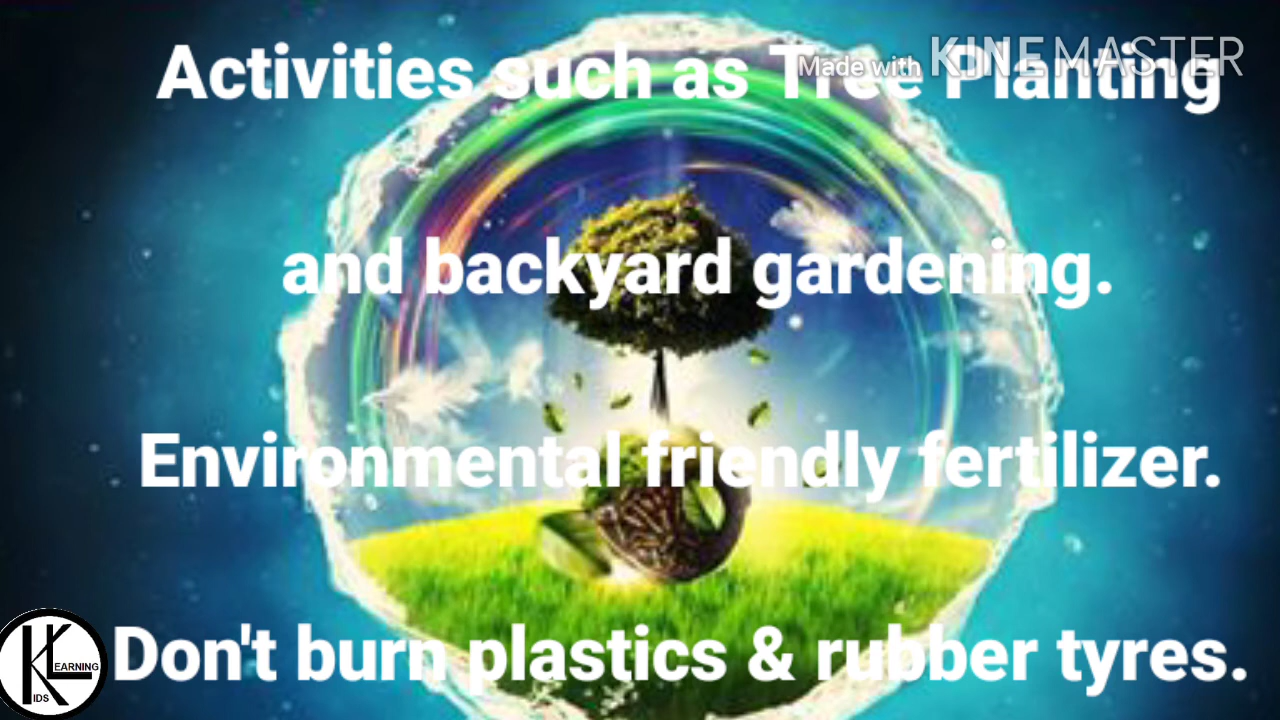 Activities such as Tree Planting
Made with KINEMASTER
and backyard gardening.
Environmental friendly fertilizer.
Don't burn plastics & rubber tyres.
K LEARNING
KIDS